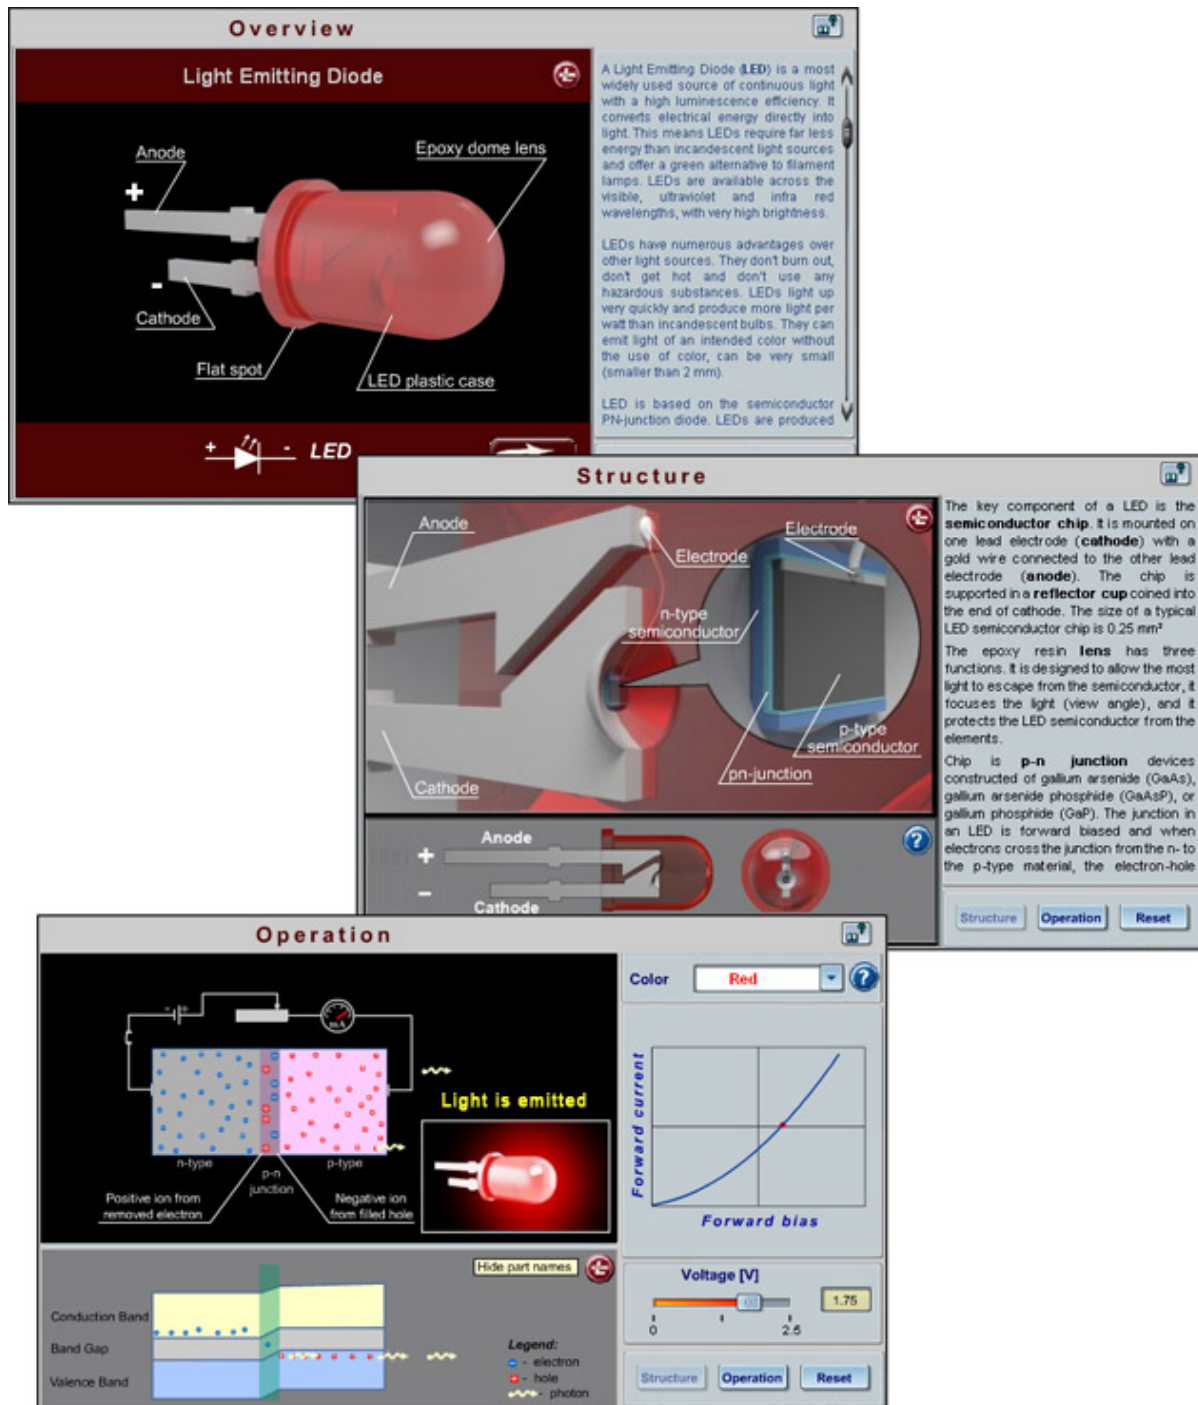 Overview
Light Emitting Diode
Anode
+
Epoxy dome lens
-
Cathode
Flat spot
LED plastic case
+ - LED
A Light Emitting Diode (LED) is a most
widely used source of continuous light
with a high luminescence efficiency. It
converts electrical energy directly into
light. This means LEDs require far less
energy than incandescent light sources
and offer a green alternative to filament
lamps. LEDs are available across the
visible, ultraviolet and infra red
wavelengths, with very high brightness.
LEDs have numerous advantages over
other light sources. They don't burn out,
don't get hot and don't use any
hazardous substances. LEDs light up
very quickly and produce more light per
watt than incandescent bulbs. They can
emit light of an intended color without
the use of color, can be very small
(smaller than 2 mm).
LED is based on the semiconductor
PN-junction diode. LEDs are produced
Structure
Anode
Electrode
Electrode
n-type
semiconductor
p-type
semiconductor
pn-junction
Cathode
Anode
+
-
Cathode
?
The key component of a LED is the
semiconductor chip. It is mounted on
one lead electrode (cathode) with a
gold wire connected to the other lead
electrode (anode). The chip is
supported in a reflector cup coined into
the end of cathode. The size of a typical
LED semiconductor chip is 0.25 mm²
The epoxy resin lens has three
functions. It is designed to allow the most
light to escape from the semiconductor, it
focuses the light (view angle), and it
protects the LED semiconductor from the
elements.
Chip is p-n junction devices
constructed of gallium arsenide (GaAs),
gallium arsenide phosphide (GaAsP), or
gallium phosphide (GaP). The junction in
an LED is forward biased and when
electrons cross the junction from the n- to
the p-type material, the electron-hole
Structure Operation Reset
Operation
- +
mA
n-type
p-n
junction
p-type
Positive ion from
removed electron
Negative ion
from filled hole
Light is emitted
Hide part names
Conduction Band
Band Gap
Valence Band
Legend:
- electron
- hole
- photon
Color Red ?
Forward current
Forward bias
Voltage [V]
1.75
0 1 2.5
Structure Operation Reset